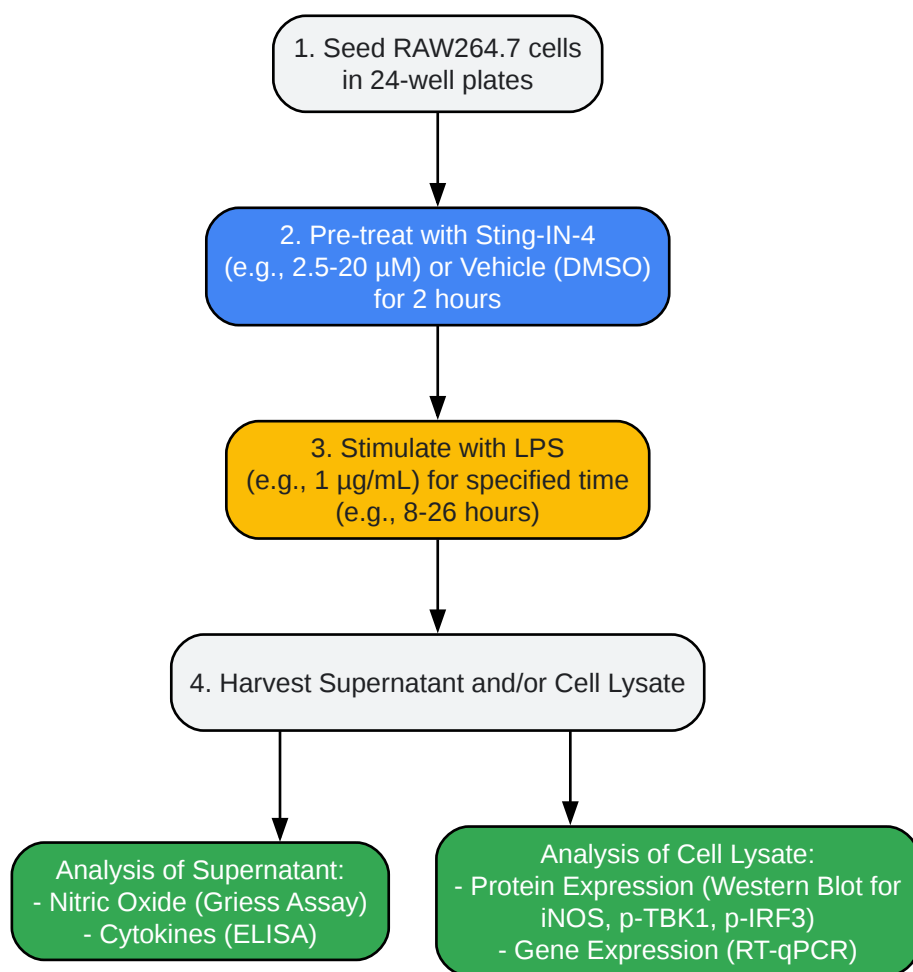 1. Seed RAW264.7 cells
in 24-well plates
2. Pre-treat with Sting-IN-4
(e.g., 2.5-20 µM) or Vehicle (DMSO)
for 2 hours
3. Stimulate with LPS
(e.g., 1 µg/mL) for specified time
(e.g., 8-26 hours)
4. Harvest Supernatant and/or Cell Lysate
Analysis of Supernatant:
- Nitric Oxide (Griess Assay)
- Cytokines (ELISA)
Analysis of Cell Lysate:
- Protein Expression (Western Blot for
iNOS, p-TBK1, p-IRF3)
- Gene Expression (RT-qPCR)